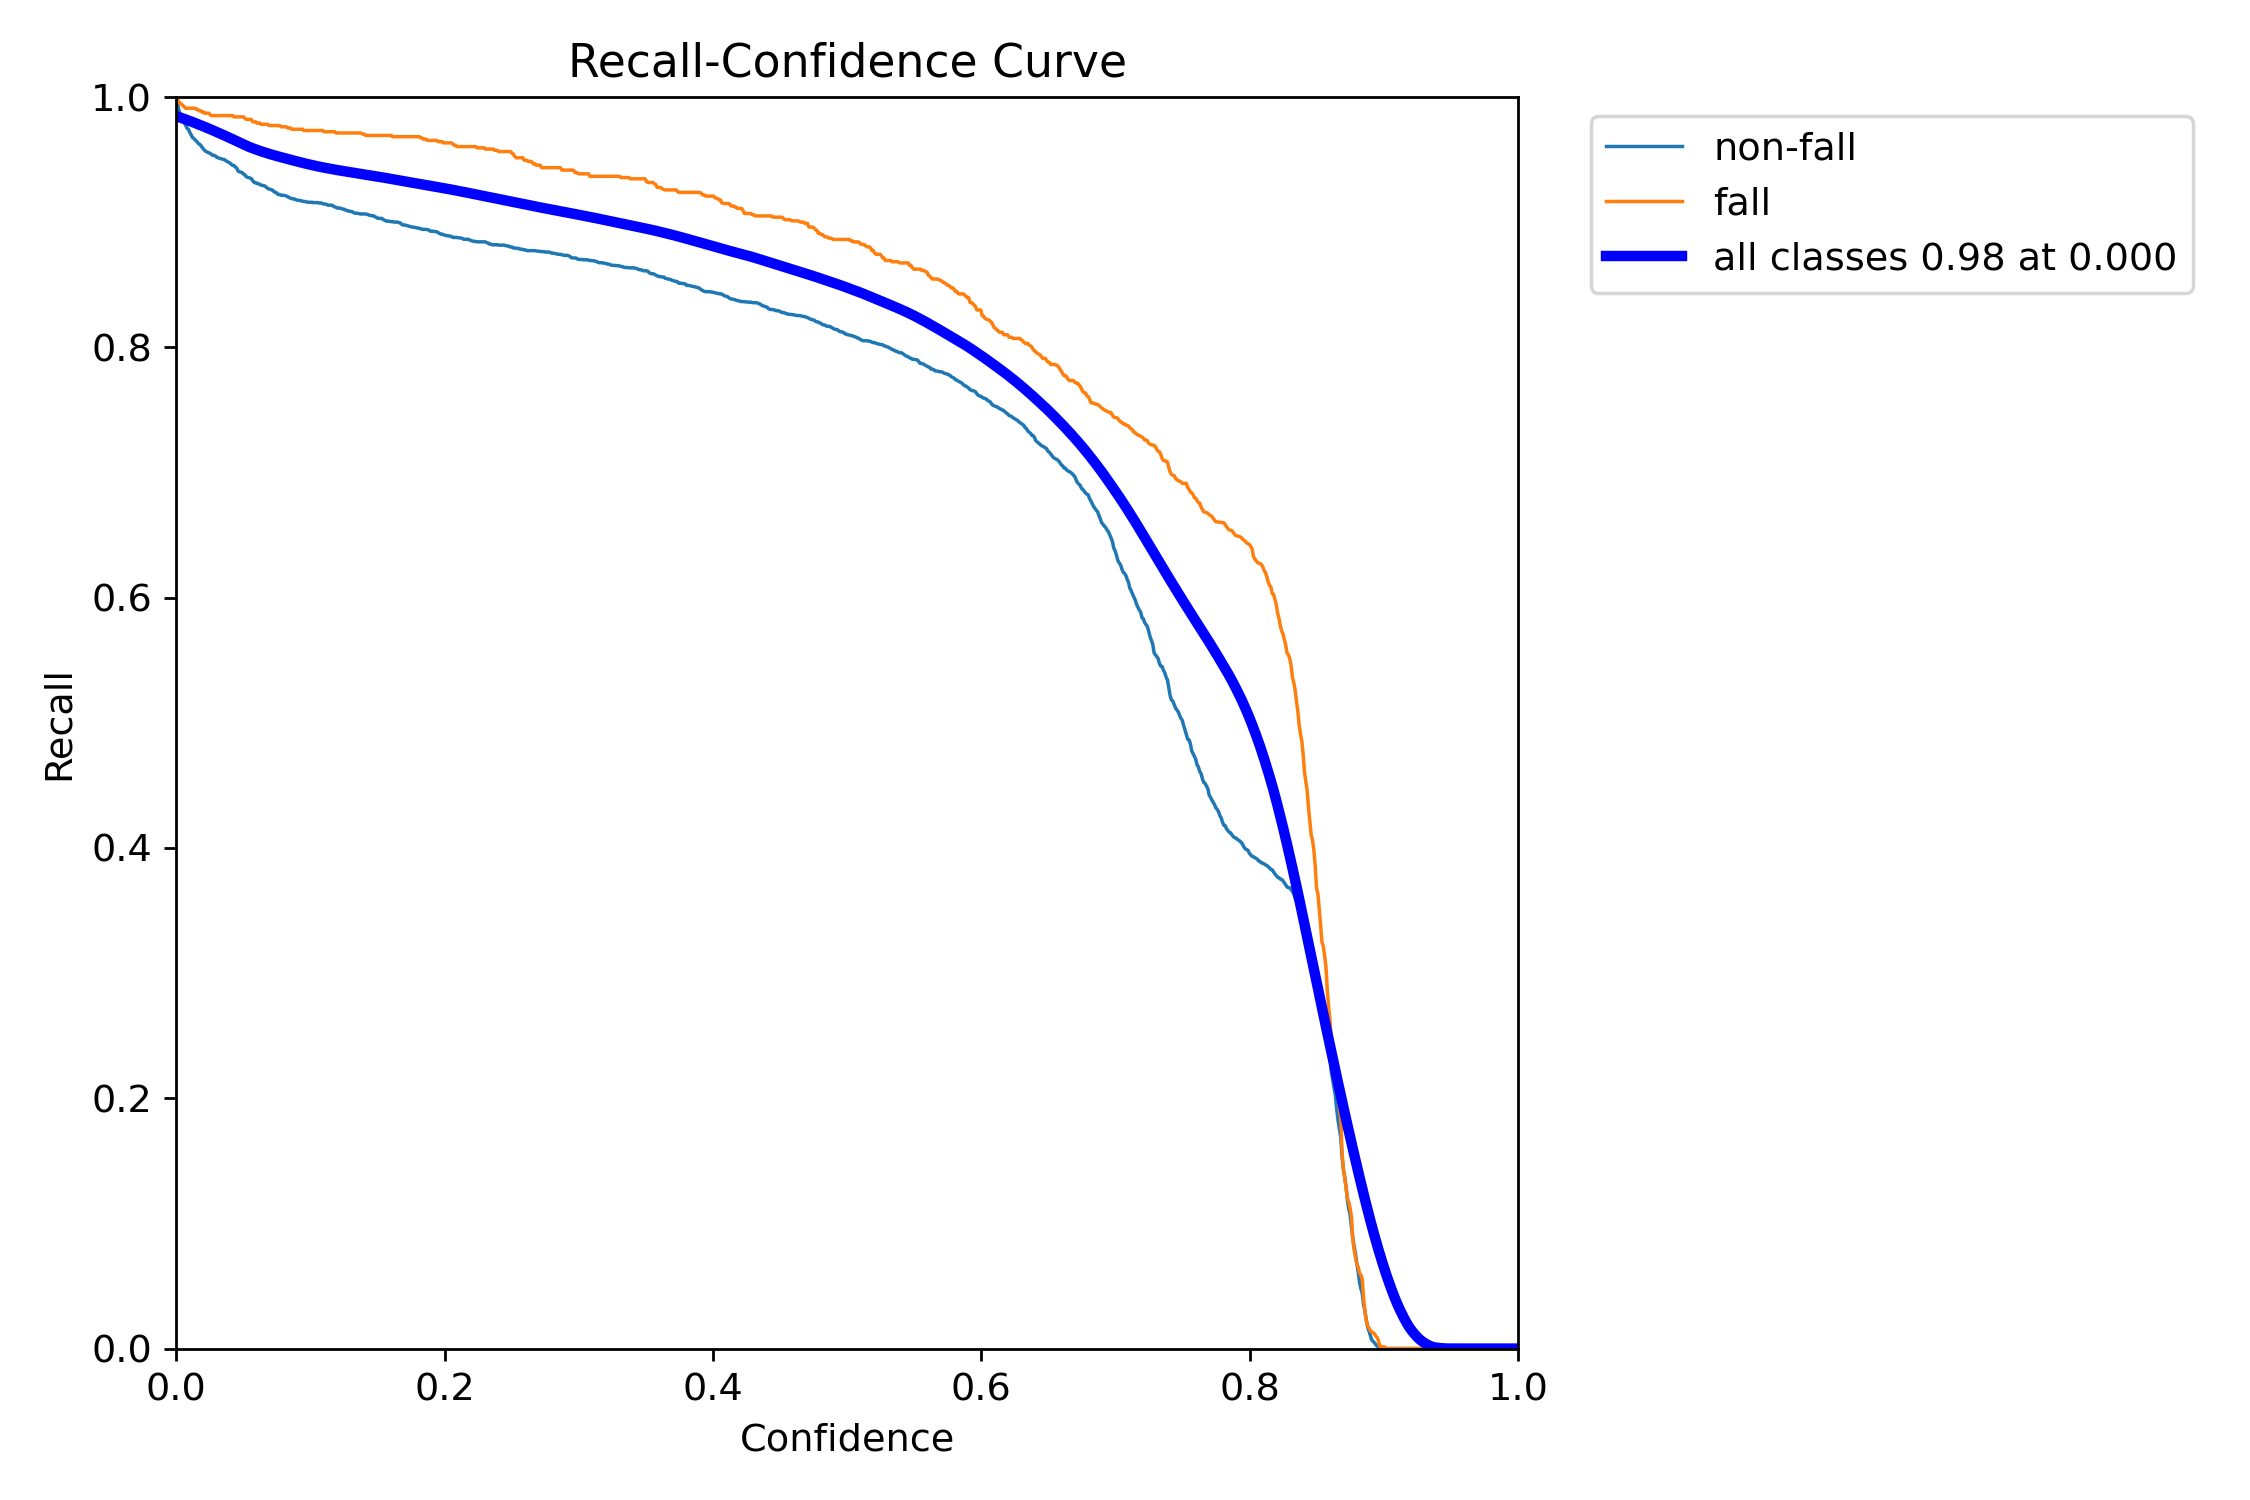 Recall-Confidence Curve
non-fall
fall
all classes 0.98 at 0.000
1.0
0.8
0.6
0.4
0.2
0.0
Recall
0.0 0.2 0.4 0.6 0.8 1.0
Confidence